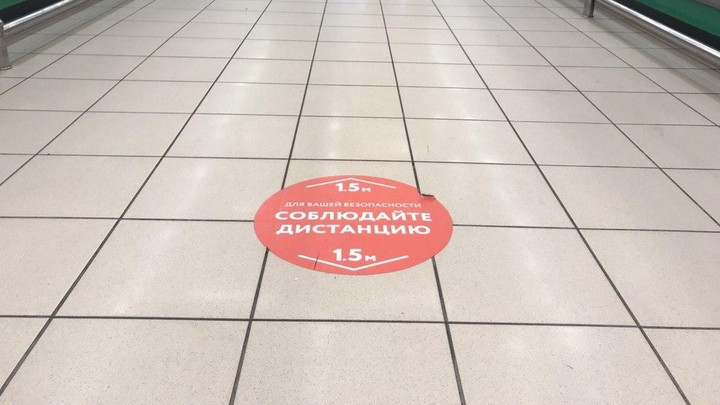 1.5м
ДЛЯ ВАШЕЙ БЕЗОПАСНОСТИ
СОБЛЮДАЙТЕ
ДИСТАНЦИЮ
1.5м